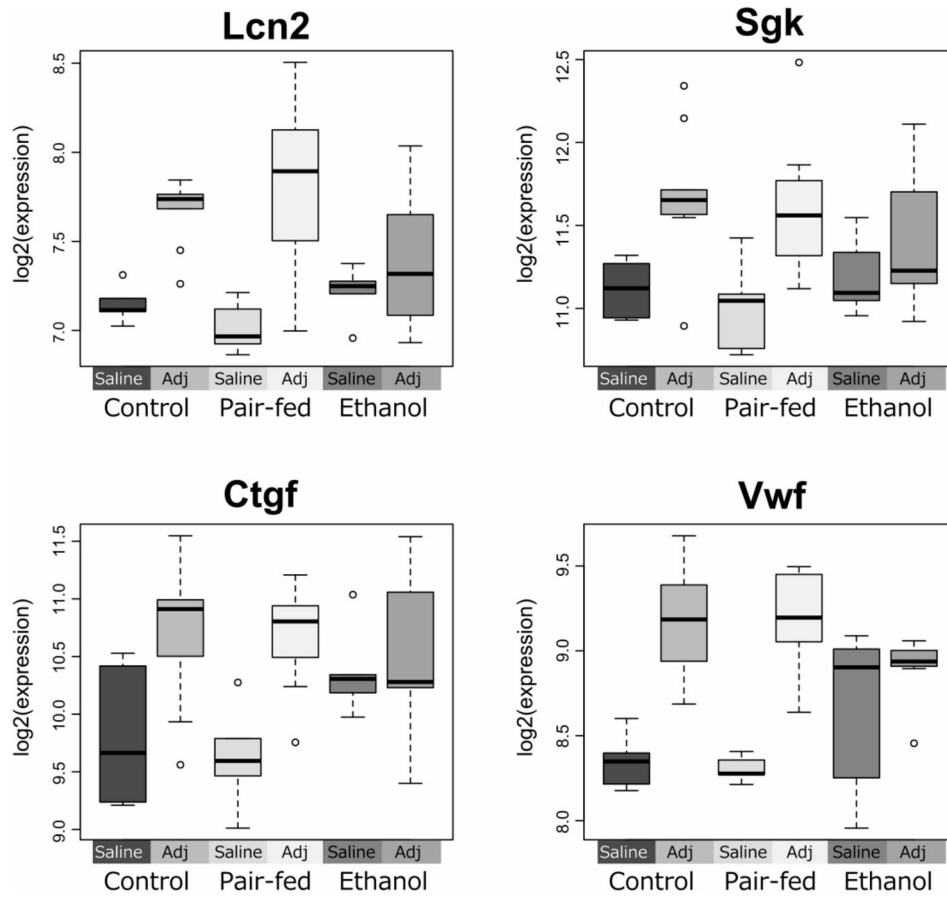 Lcn2
log2(expression)
8.5
8.0
7.5
7.0
Saline Adj Saline Adj Saline Adj
Control Pair-fed Ethanol
Sgk
log2(expression)
12.5
12.0
11.5
11.0
Saline Adj Saline Adj Saline Adj
Control Pair-fed Ethanol
Ctgf
log2(expression)
11.5
11.0
10.5
10.0
9.5
9.0
Saline Adj Saline Adj Saline Adj
Control Pair-fed Ethanol
Vwf
log2(expression)
9.5
9.0
8.5
8.0
Saline Adj Saline Adj Saline Adj
Control Pair-fed Ethanol